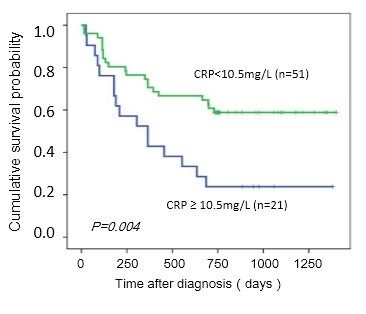 Cumulative survival probability
1.0
0.8
0.6
0.4
0.2
0.0
CRP<10.5mg/L (n=51)
CRP ≥ 10.5mg/L (n=21)
P=0.004
0 250 500 750 1000 1250
Time after diagnosis ( days )